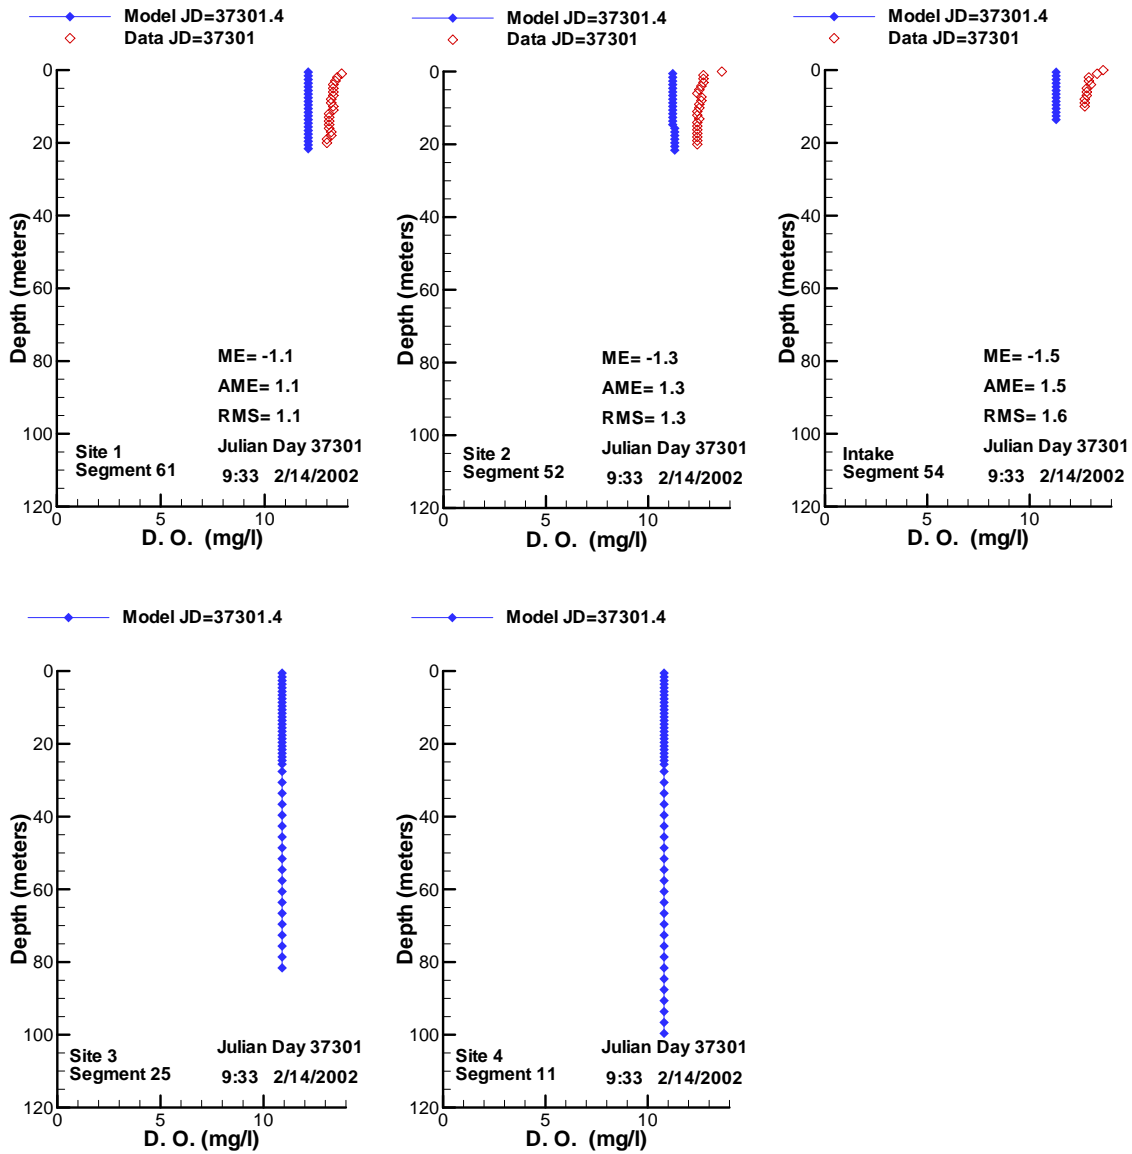 Model JD=37301.4
Data JD=37301
0
20
40
60
80
100
120
Depth (meters)
ME= -1.1
AME= 1.1
RMS= 1.1
Site 1
Segment 61
Julian Day 37301
9:33 2/14/2002
0 5 10
D. O. (mg/l)
Model JD=37301.4
Data JD=37301
0
20
40
60
80
100
120
Depth (meters)
ME= -1.3
AME= 1.3
RMS= 1.3
Site 2
Segment 52
Julian Day 37301
9:33 2/14/2002
0 5 10
D. O. (mg/l)
Model JD=37301.4
Data JD=37301
0
20
40
60
80
100
120
Depth (meters)
ME= -1.5
AME= 1.5
RMS= 1.6
Intake
Segment 54
Julian Day 37301
9:33 2/14/2002
0 5 10
D. O. (mg/l)
Model JD=37301.4
0
20
40
60
80
100
120
Depth (meters)
Site 3
Segment 25
Julian Day 37301
9:33 2/14/2002
0 5 10
D. O. (mg/l)
Model JD=37301.4
0
20
40
60
80
100
120
Depth (meters)
Site 4
Segment 11
Julian Day 37301
9:33 2/14/2002
0 5 10
D. O. (mg/l)